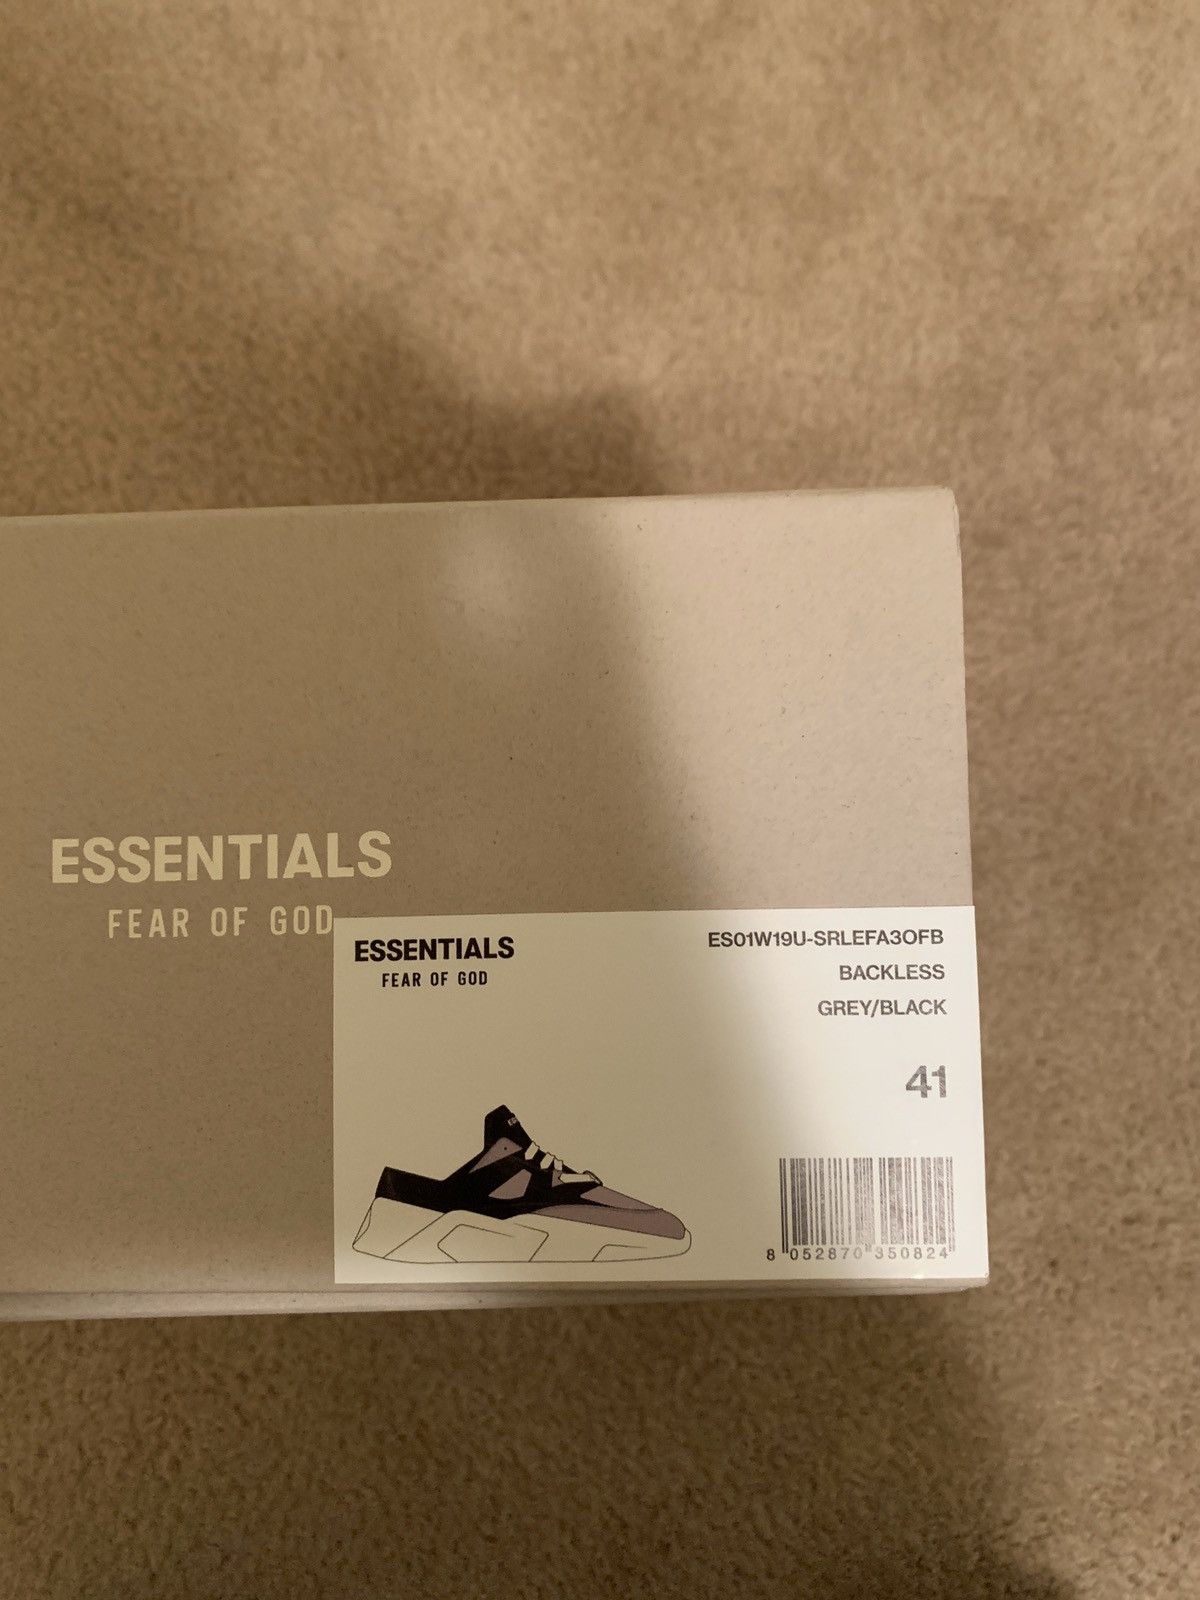 ESSENTIALS
FEAR OF GOD
ESSENTIALS
FEAR OF GOD
ES01W19U-SRLEFA3OFB
BACKLESS
GREY/BLACK
41
8 052870 350824